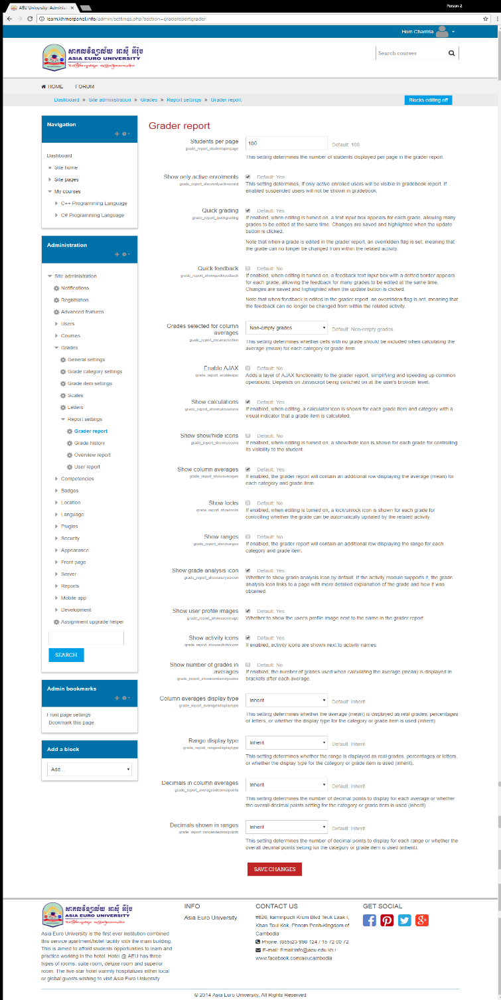 AEU University: Administ
Person 2
learn.khmerpanel.info/admin/settings.php?section=gradereportgrader
Hom Chantria
សាកលវិទ្យាល័យ អាស៊ី អឺរ៉ុប
ASIA EURO UNIVERSITY
Search courses
HOME
FORUM
Dashboard » Site administration » Grades » Report settings » Grader report
Blocks editing off
Navigation
Dashboard
Site home
Site pages
My courses
C++ Programming Language
C# Programming Language
Administration
Site administration
Notifications
Registration
Advanced features
Users
Courses
Grades
General settings
Grade category settings
Grade item settings
Scales
Letters
Report settings
Grader report
Grade history
Overview report
User report
Competencies
Badges
Location
Language
Plugins
Security
Appearance
Front page
Server
Reports
Mobile app
Development
Assignment upgrade helper
SEARCH
Admin bookmarks
Front page settings
Bookmark this page
Add a block
Add...
Grader report
Students per page
grade_report_studentsperpage
100
Default: 100
This setting determines the number of students displayed per page in the grader report.
Show only active enrolments
grade_report_showonlyactiveenrol
Default: Yes
This setting determines, if only active enrolled users will be visible in gradebook report. If
enabled suspended users will not be shown in gradebook.
Quick grading
grade_report_quickgrading
Default: Yes
If enabled, when editing is turned on, a text input box appears for each grade, allowing many
grades to be edited at the same time. Changes are saved and highlighted when the update
button is clicked.
Note that when a grade is edited in the grader report, an overridden flag is set, meaning that
the grade can no longer be changed from within the related activity.
Quick feedback
grade_report_showquickfeedback
Default: No
If enabled, when editing is turned on, a feedback text input box with a dotted border appears
for each grade, allowing the feedback for many grades to be edited at the same time.
Changes are saved and highlighted when the update button is clicked.
Note that when feedback is edited in the grader report, an overridden flag is set, meaning that
the feedback can no longer be changed from within the related activity.
Grades selected for column
averages
grade_report_meanselection
Non-empty grades
Default: Non-empty grades
This setting determines whether cells with no grade should be included when calculating the
average (mean) for each category or grade item.
Enable AJAX
grade_report_enableajax
Default: No
Adds a layer of AJAX functionality to the grader report, simplifying and speeding up common
operations. Depends on Javascript being switched on at the user's browser level.
Show calculations
grade_report_showcalculations
Default: Yes
If enabled, when editing, a calculator icon is shown for each grade item and category with a
visual indicator that a grade item is calculated.
Show show/hide icons
grade_report_showeyecons
Default: No
If enabled, when editing is turned on, a show/hide icon is shown for each grade for controlling
its visibility to the student.
Show column averages
grade_report_showaverages
Default: Yes
If enabled, the grader report will contain an additional row displaying the average (mean) for
each category and grade item.
Show locks
grade_report_showlocks
Default: No
If enabled, when editing is turned on, a lock/unlock icon is shown for each grade for
controlling whether the grade can be automatically updated by the related activity.
Show ranges
grade_report_showranges
Default: No
If enabled, the grader report will contain an additional row displaying the range for each
category and grade item.
Show grade analysis icon
grade_report_showanalysisicon
Default: Yes
Whether to show grade analysis icon by default. If the activity module supports it, the grade
analysis icon links to a page with more detailed explanation of the grade and how it was
obtained.
Show user profile images
grade_report_showuserimage
Default: Yes
Whether to show the user's profile image next to the name in the grader report.
Show activity icons
grade_report_showactivityicons
Default: Yes
If enabled, activity icons are shown next to activity names.
Show number of grades in
averages
grade_report_shownumberofgrades
Default: No
If enabled, the number of grades used when calculating the average (mean) is displayed in
brackets after each average.
Column averages display type
grade_report_averagesdisplaytype
Inherit
Default: Inherit
This setting determines whether the average (mean) is displayed as real grades, percentages
or letters, or whether the display type for the category or grade item is used (inherit).
Range display type
grade_report_rangesdisplaytype
Inherit
Default: Inherit
This setting determines whether the range is displayed as real grades, percentages or letters,
or whether the display type for the category or grade item is used (inherit).
Decimals in column averages
grade_report_averagesdecimalpoints
Inherit
Default: Inherit
This setting determines the number of decimal points to display for each average or whether
the overall decimal points setting for the category or grade item is used (inherit).
Decimals shown in ranges
grade_report_rangesdecimalpoints
Inherit
Default: Inherit
This setting determines the number of decimal points to display for each range or whether the
overall decimal points setting for the category or grade item is used (inherit).
SAVE CHANGES
សាកលវិទ្យាល័យ អាស៊ី អឺរ៉ុប
ASIA EURO UNIVERSITY
Asia Euro University is the first ever institution combined
this service apartment/hotel facility with the main building.
This is aimed to afford students opportunities to learn and
practice working in the hotel. Hotel @ AEU has three
types of rooms: suite room, deluxe room and superior
room. The five-star hotel warmly hospitalizes either local
or global guests wishing to visit Asia Euro University
INFO
Asia Euro University
CONTACT US
#826, kammpuch Krum Blvd Teuk Laak I,
Khan Toul Kok, Phnom Penh-Kingdom of
Cambodia
Phone: (855)23 998 124 / 15 72 00 72
E-mail: Email:info@aeu.edu.kh /
www.facebook.com/aeucambodia
GET SOCIAL
© 2014 Asia Euro University, All Rights Reserved